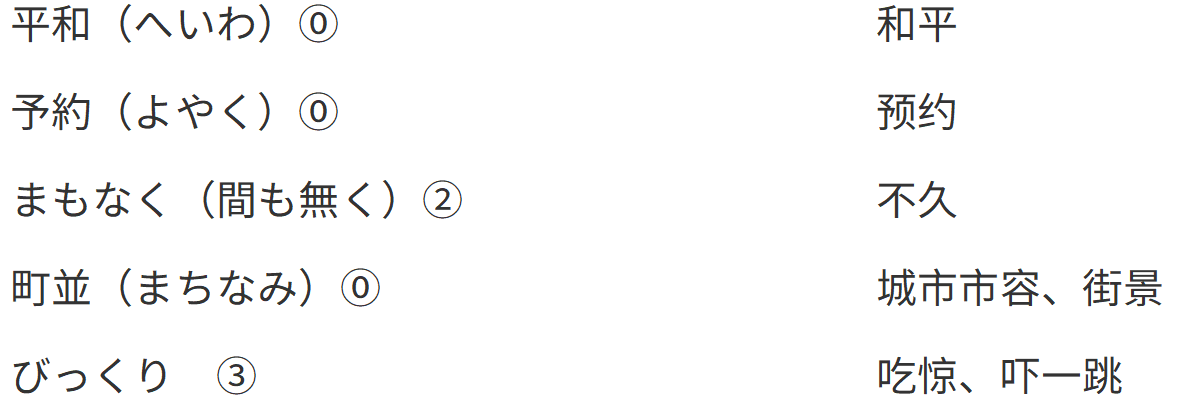 平和（へいわ）⓪ 和平
予約（よやく）⓪ 预约
まもなく（間も無く）② 不久
町並（まちなみ）⓪ 城市市容、街景
びっくり　③ 吃惊、吓一跳